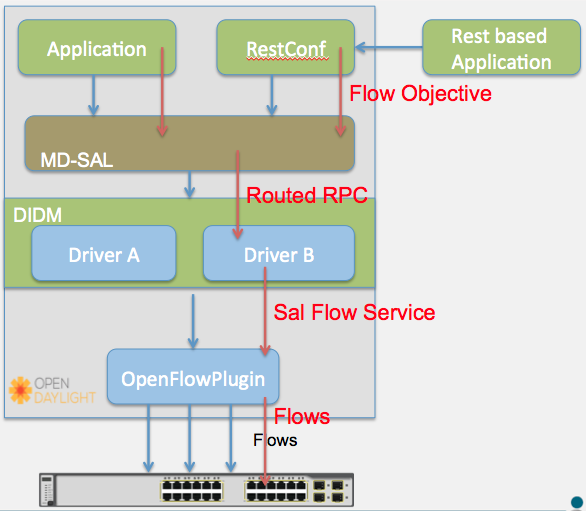 Application
RestConf
Rest based
Application
Flow Objective
MD-SAL
Routed RPC
DIDM
Driver A
Driver B
Sal Flow Service
OpenFlowPlugin
OPEN
DAYLIGHT
Flows
Flows